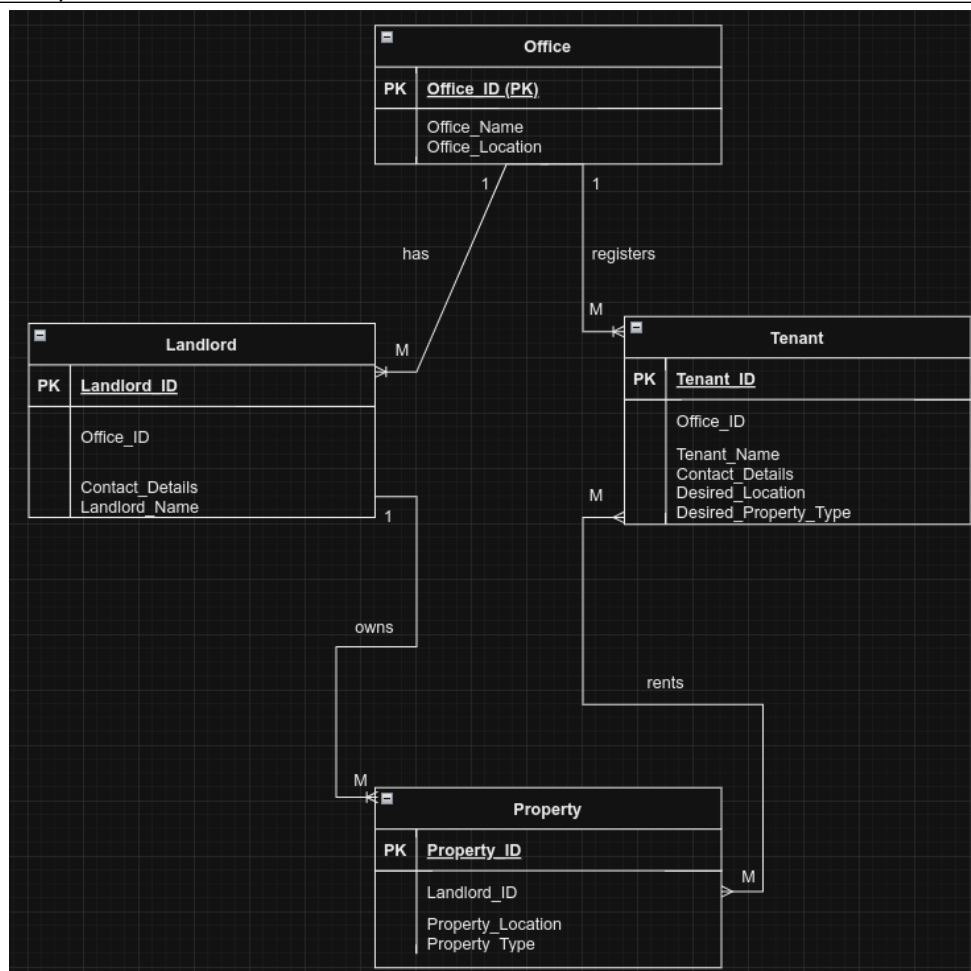 Office
PK Office_ID (PK)
Office_Name
Office_Location
1
1
has
registers
M
M
Landlord
PK Landlord_ID
Office_ID
Contact_Details
Landlord_Name
1
Tenant
PK Tenant_ID
Office_ID
Tenant_Name
Contact_Details
Desired_Location
Desired_Property_Type
M
owns
rents
M
Property
PK Property_ID
Landlord_ID
Property_Location
Property_Type
M